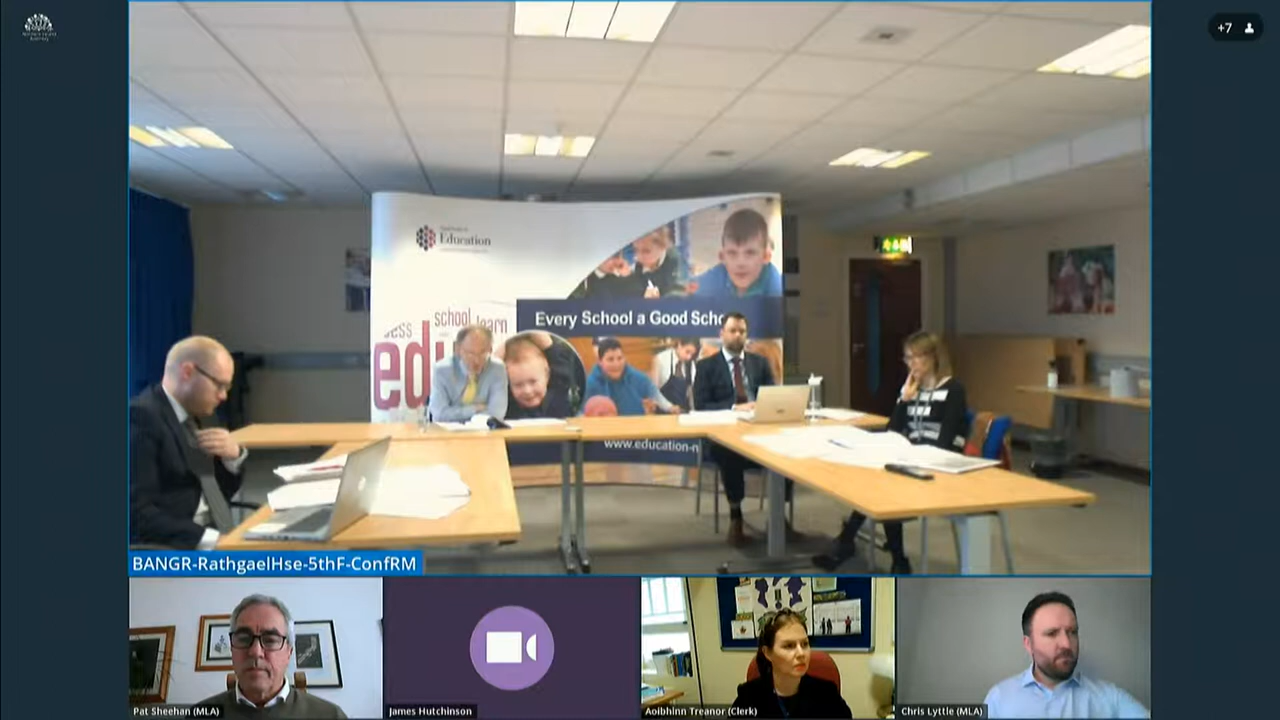 +7
Education
ess
school learn
edu
Every School a Good Scho
www.education-n
BANGR-RathgaelHse-5thF-ConfRM
Pat Sheehan (MLA)
James Hutchinson
Aoibhinn Treanor (Clerk)
Chris Lyttle (MLA)